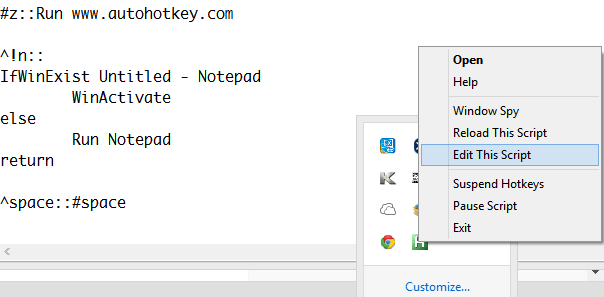 #z::Run www.autohotkey.com
^!n::
IfWinExist Untitled - Notepad
        WinActivate
else
        Run Notepad
return
^space::#space
Open
Help
Window Spy
Reload This Script
Edit This Script
Suspend Hotkeys
Pause Script
Exit
K
H
Customize...